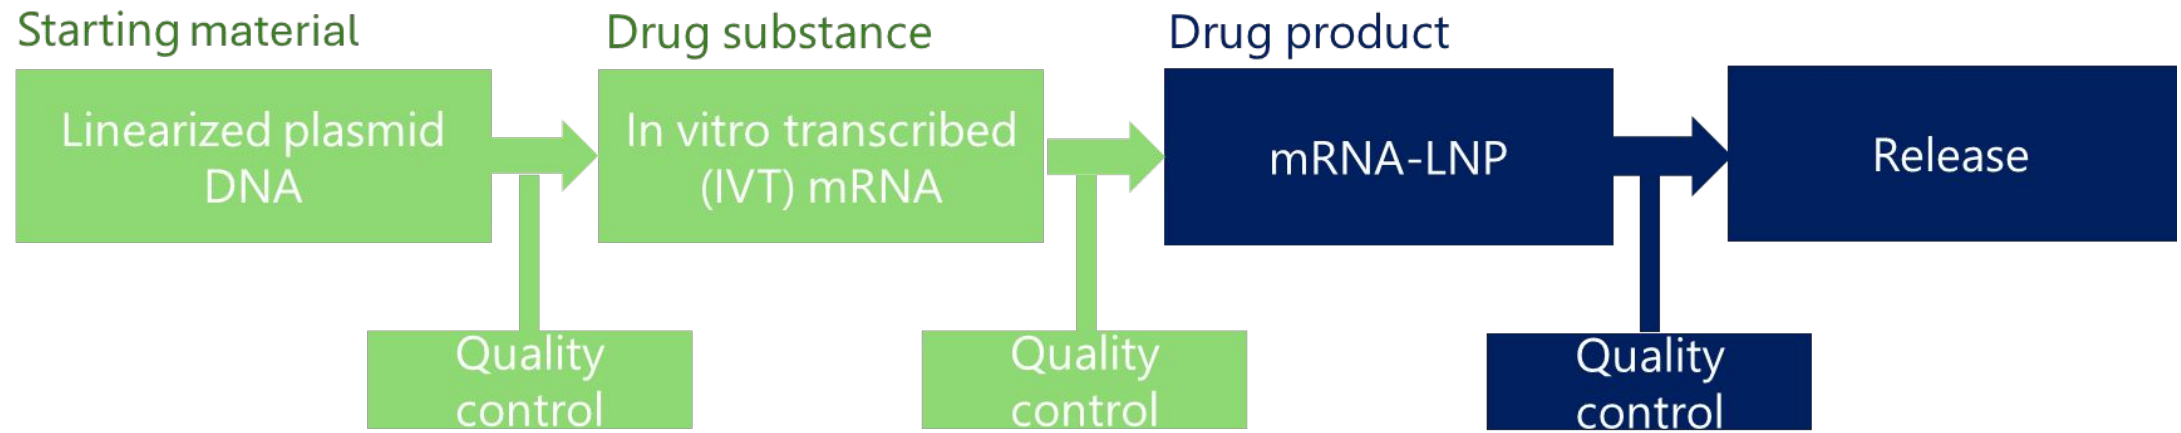 Starting material
Drug substance
Drug product
Linearized plasmid
DNA
In vitro transcribed
(IVT) mRNA
mRNA-LNP
Release
Quality
control
Quality
control
Quality
control